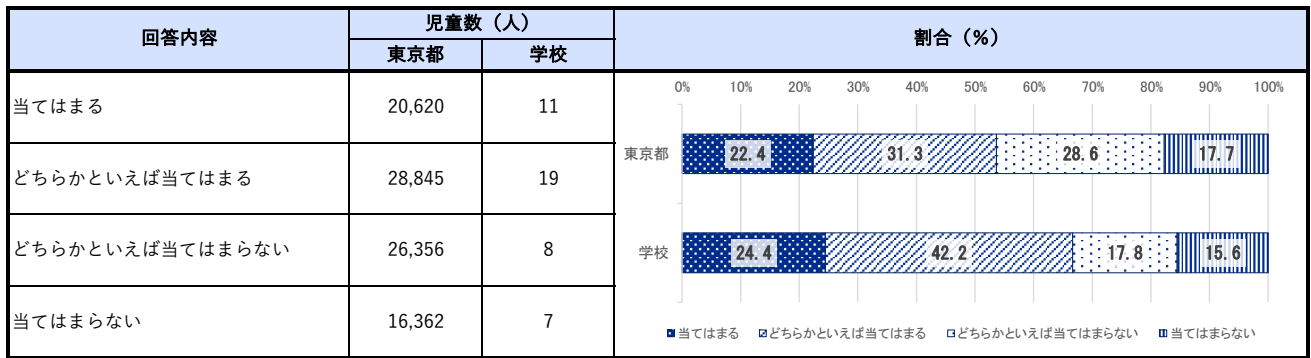 回答内容 児童数（人） 割合（％）
東京都 学校
当てはまる 20,620 11
どちらかといえば当てはまる 28,845 19
どちらかといえば当てはまらない 26,356 8
当てはまらない 16,362 7
0% 10% 20% 30% 40% 50% 60% 70% 80% 90% 100%
東京都 22.4 31.3 28.6 17.7
学校 24.4 42.2 17.8 15.6
当てはまる どちらかといえば当てはまる どちらかといえば当てはまらない 当てはまらない